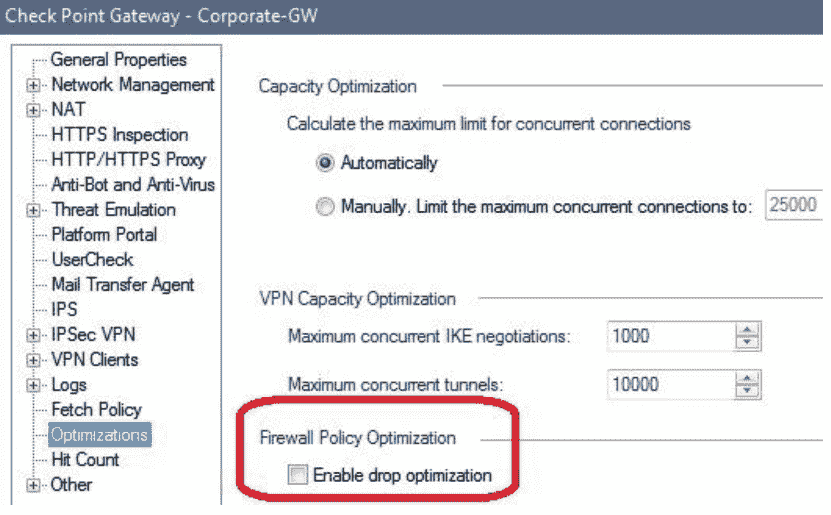 Check Point Gateway - Corporate-GW
General Properties
Network Management
NAT
HTTPS Inspection
HTTP/HTTPS Proxy
Anti-Bot and Anti-Virus
Threat Emulation
Platform Portal
UserCheck
Mail Transfer Agent
IPS
IPSec VPN
VPN Clients
Logs
Fetch Policy
Optimizations
Hit Count
Other
Capacity Optimization
Calculate the maximum limit for concurrent connections
Automatically
Manually. Limit the maximum concurrent connections to: 25000
VPN Capacity Optimization
Maximum concurrent IKE negotiations: 1000
Maximum concurrent tunnels: 10000
Firewall Policy Optimization
Enable drop optimization